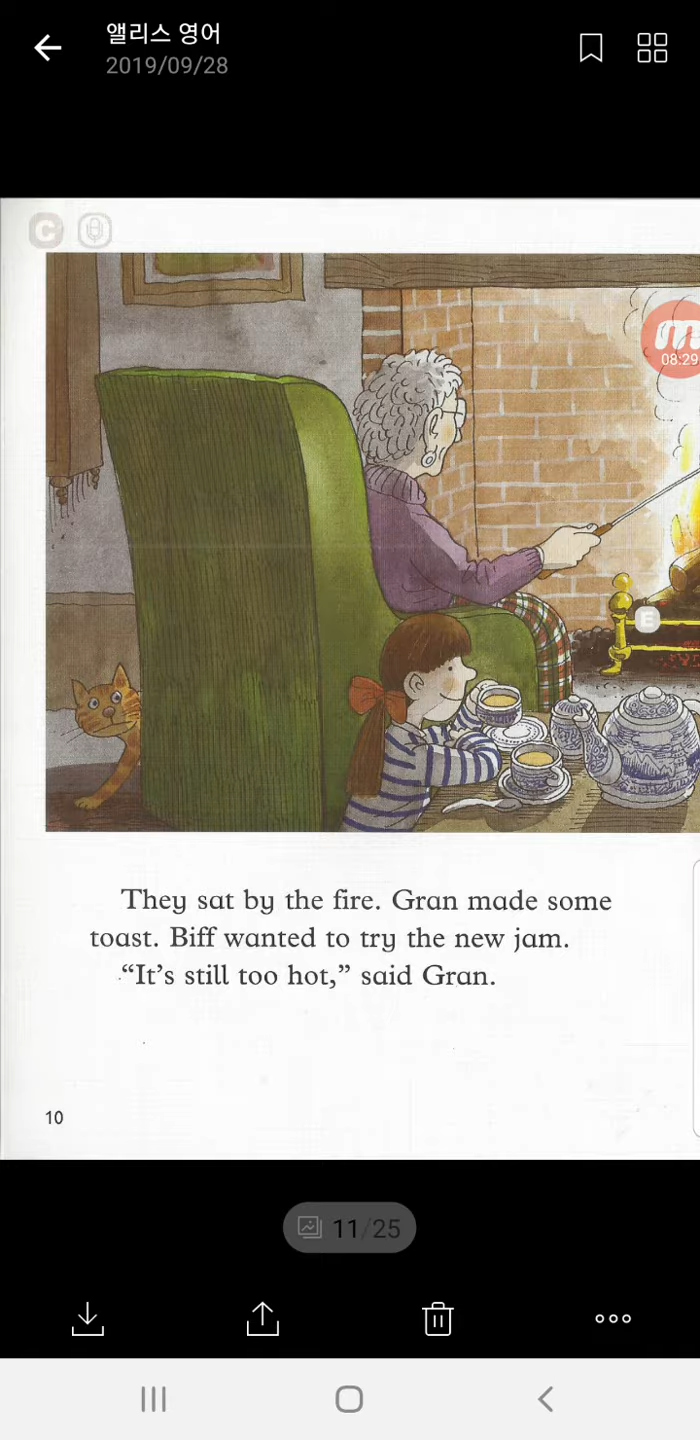 앨리스 영어
2019/09/28
C
m
08:29
E
They sat by the fire. Gran made some
toast. Biff wanted to try the new jam.
“It’s still too hot,” said Gran.
10
11/25